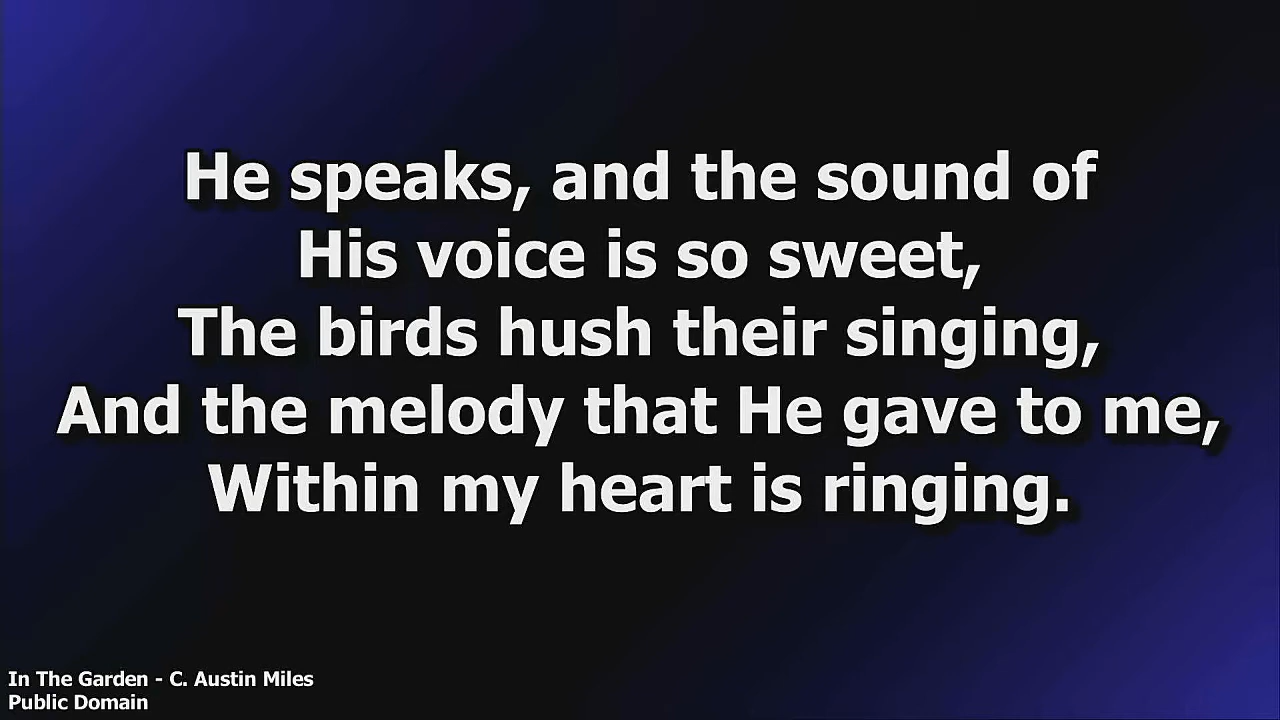 He speaks, and the sound of
His voice is so sweet,
The birds hush their singing,
And the melody that He gave to me,
Within my heart is ringing.
In The Garden - C. Austin Miles
Public Domain